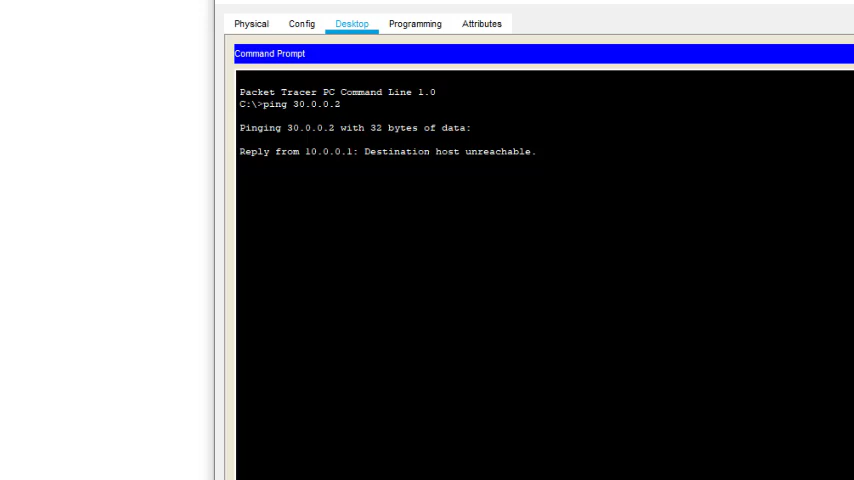 Physical Config Desktop Programming Attributes
Command Prompt
Packet Tracer PC Command Line 1.0
C:\>ping 30.0.0.2
Pinging 30.0.0.2 with 32 bytes of data:
Reply from 10.0.0.1: Destination host unreachable.